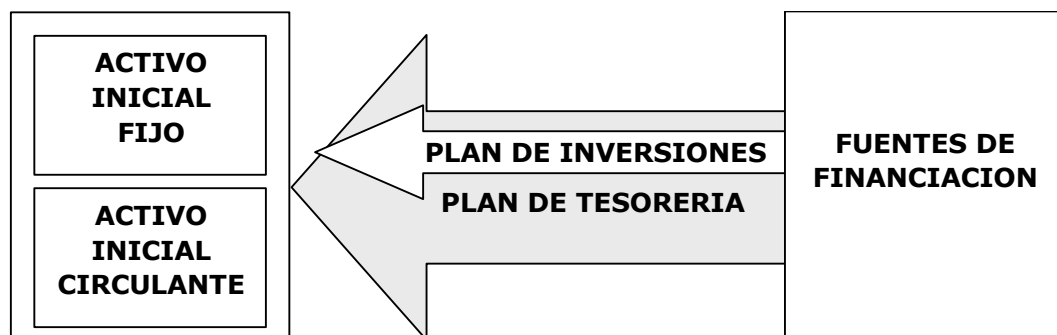 ACTIVO
INICIAL
FIJO
ACTIVO
INICIAL
CIRCULANTE
PLAN DE INVERSIONES
PLAN DE TESORERIA
FUENTES DE
FINANCIACION